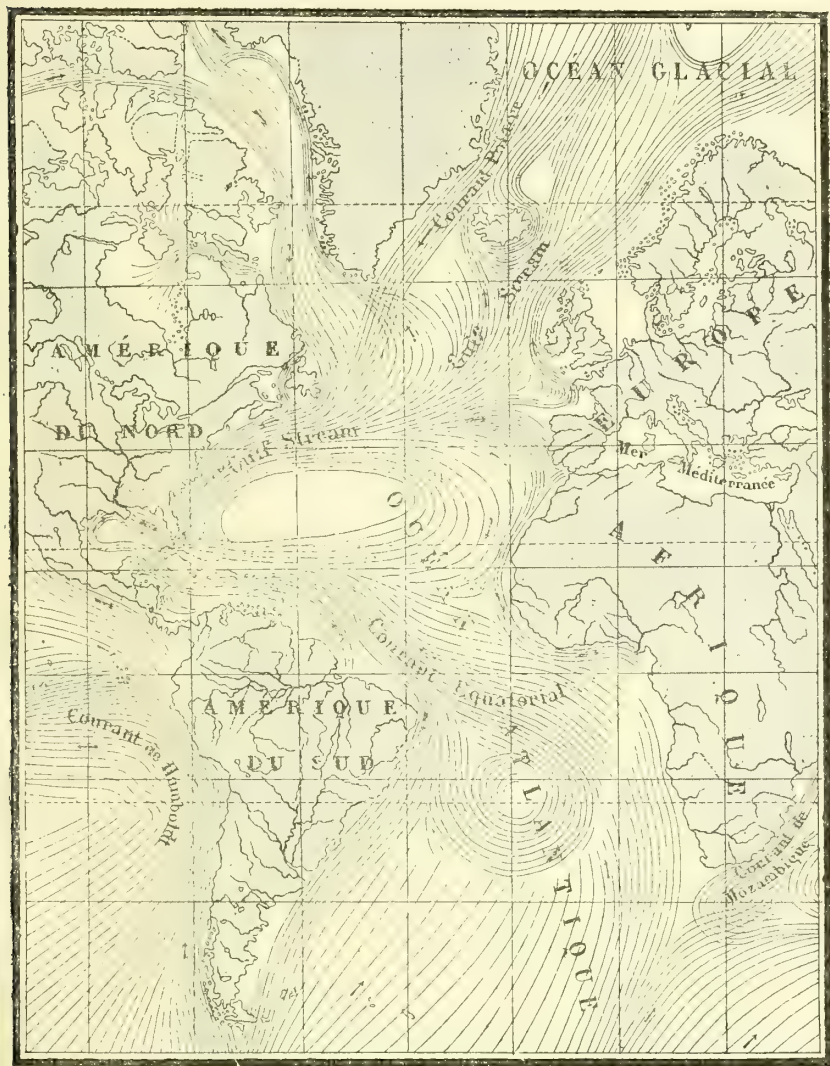 OCÉAN GLACIAL
Courant Polaire
Gulf Stream
AMÉRIQUE
DU NORD
EUROPE
Gulf Stream
Mer Méditerranée
OCÉAN
AFRIQUE
Courant Equatorial
AMÉRIQUE
DU SUD
Courant de Humboldt
ATLANTIQUE
Courant de
Mozambique